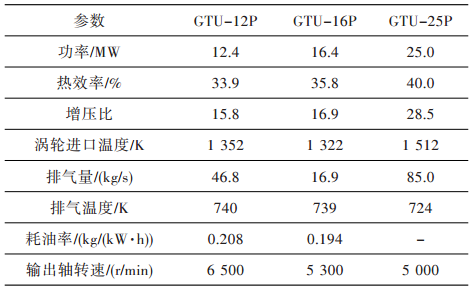 参数 GTU-12P GTU-16P GTU-25P
功率/MW 12.4 16.4 25.0
热效率/% 33.9 35.8 40.0
增压比 15.8 16.9 28.5
涡轮进口温度/K 1 352 1 322 1 512
排气量/(kg/s) 46.8 16.9 85.0
排气温度/K 740 739 724
耗油率/(kg/(kW·h)) 0.208 0.194 -
输出轴转速/(r/min) 6 500 5 300 5 000